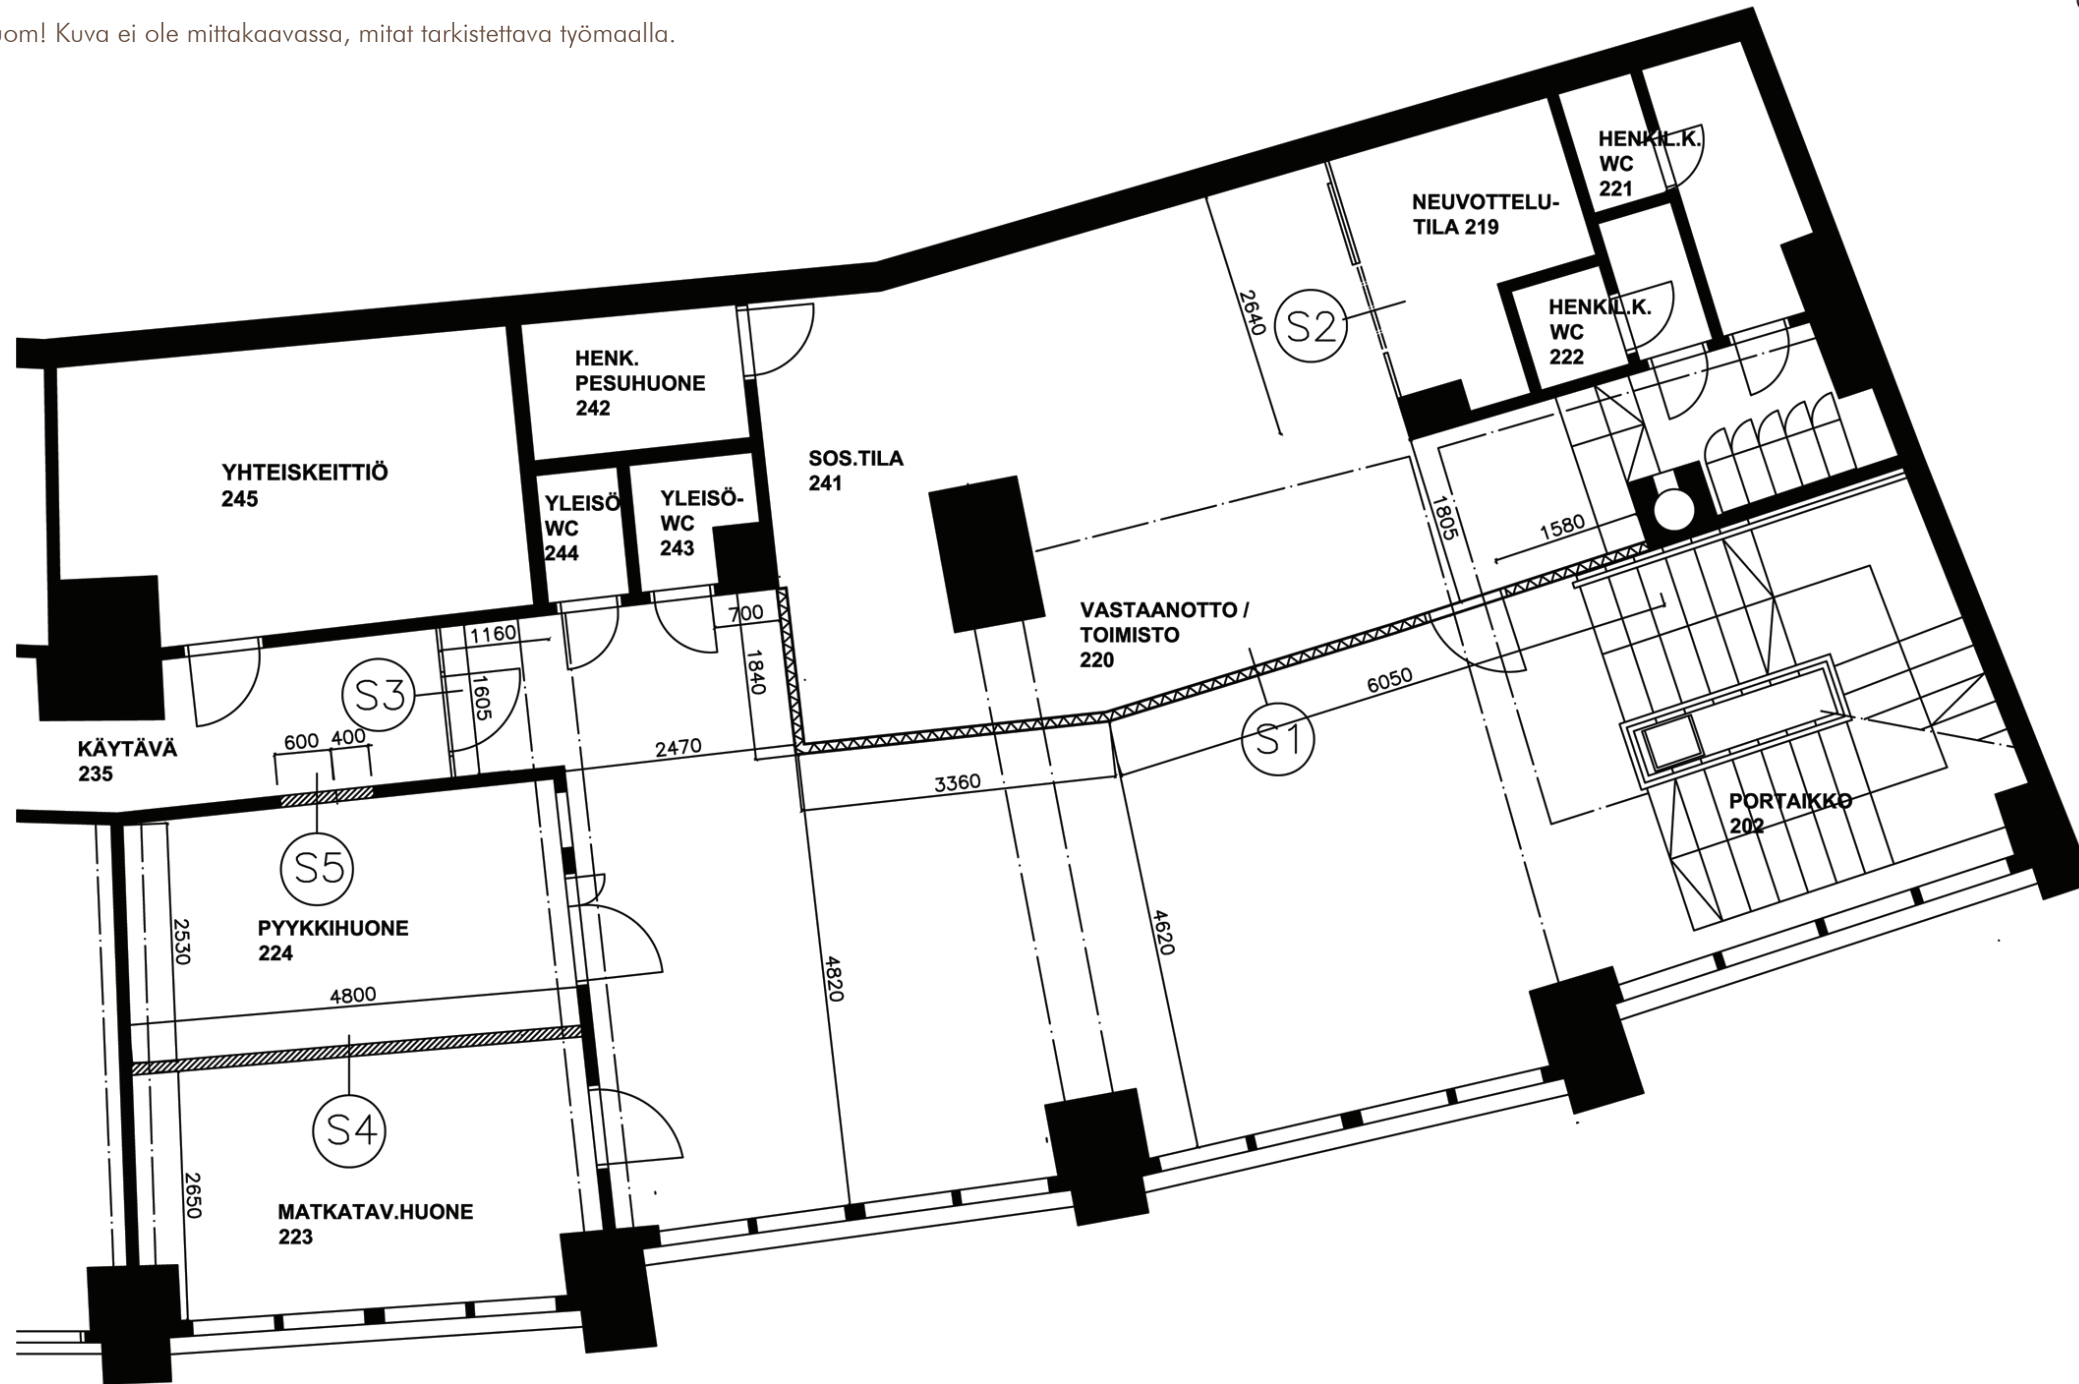 uom! Kuva ei ole mittakaavassa, mitat tarkistettava työmaalla.
HENKIL.K.
WC
221
NEUVOTTELU-
TILA 219
2640
S2
HENKIL.K.
WC
222
HENK.
PESUHUONE
242
SOS.TILA
241
YHTEISKEITTIÖ
245
YLEISÖ
WC
244
YLEISÖ-
WC
243
1805
1580
VASTAANOTTO /
TOIMISTO
220
700
1160
1840
1605
S3
6050
S1
KÄYTÄVÄ
235
600
400
2470
3360
PORTAIKKO
202
S5
PYYKKIHUONE
224
2530
4800
4820
4620
S4
2650
MATKATAV.HUONE
223